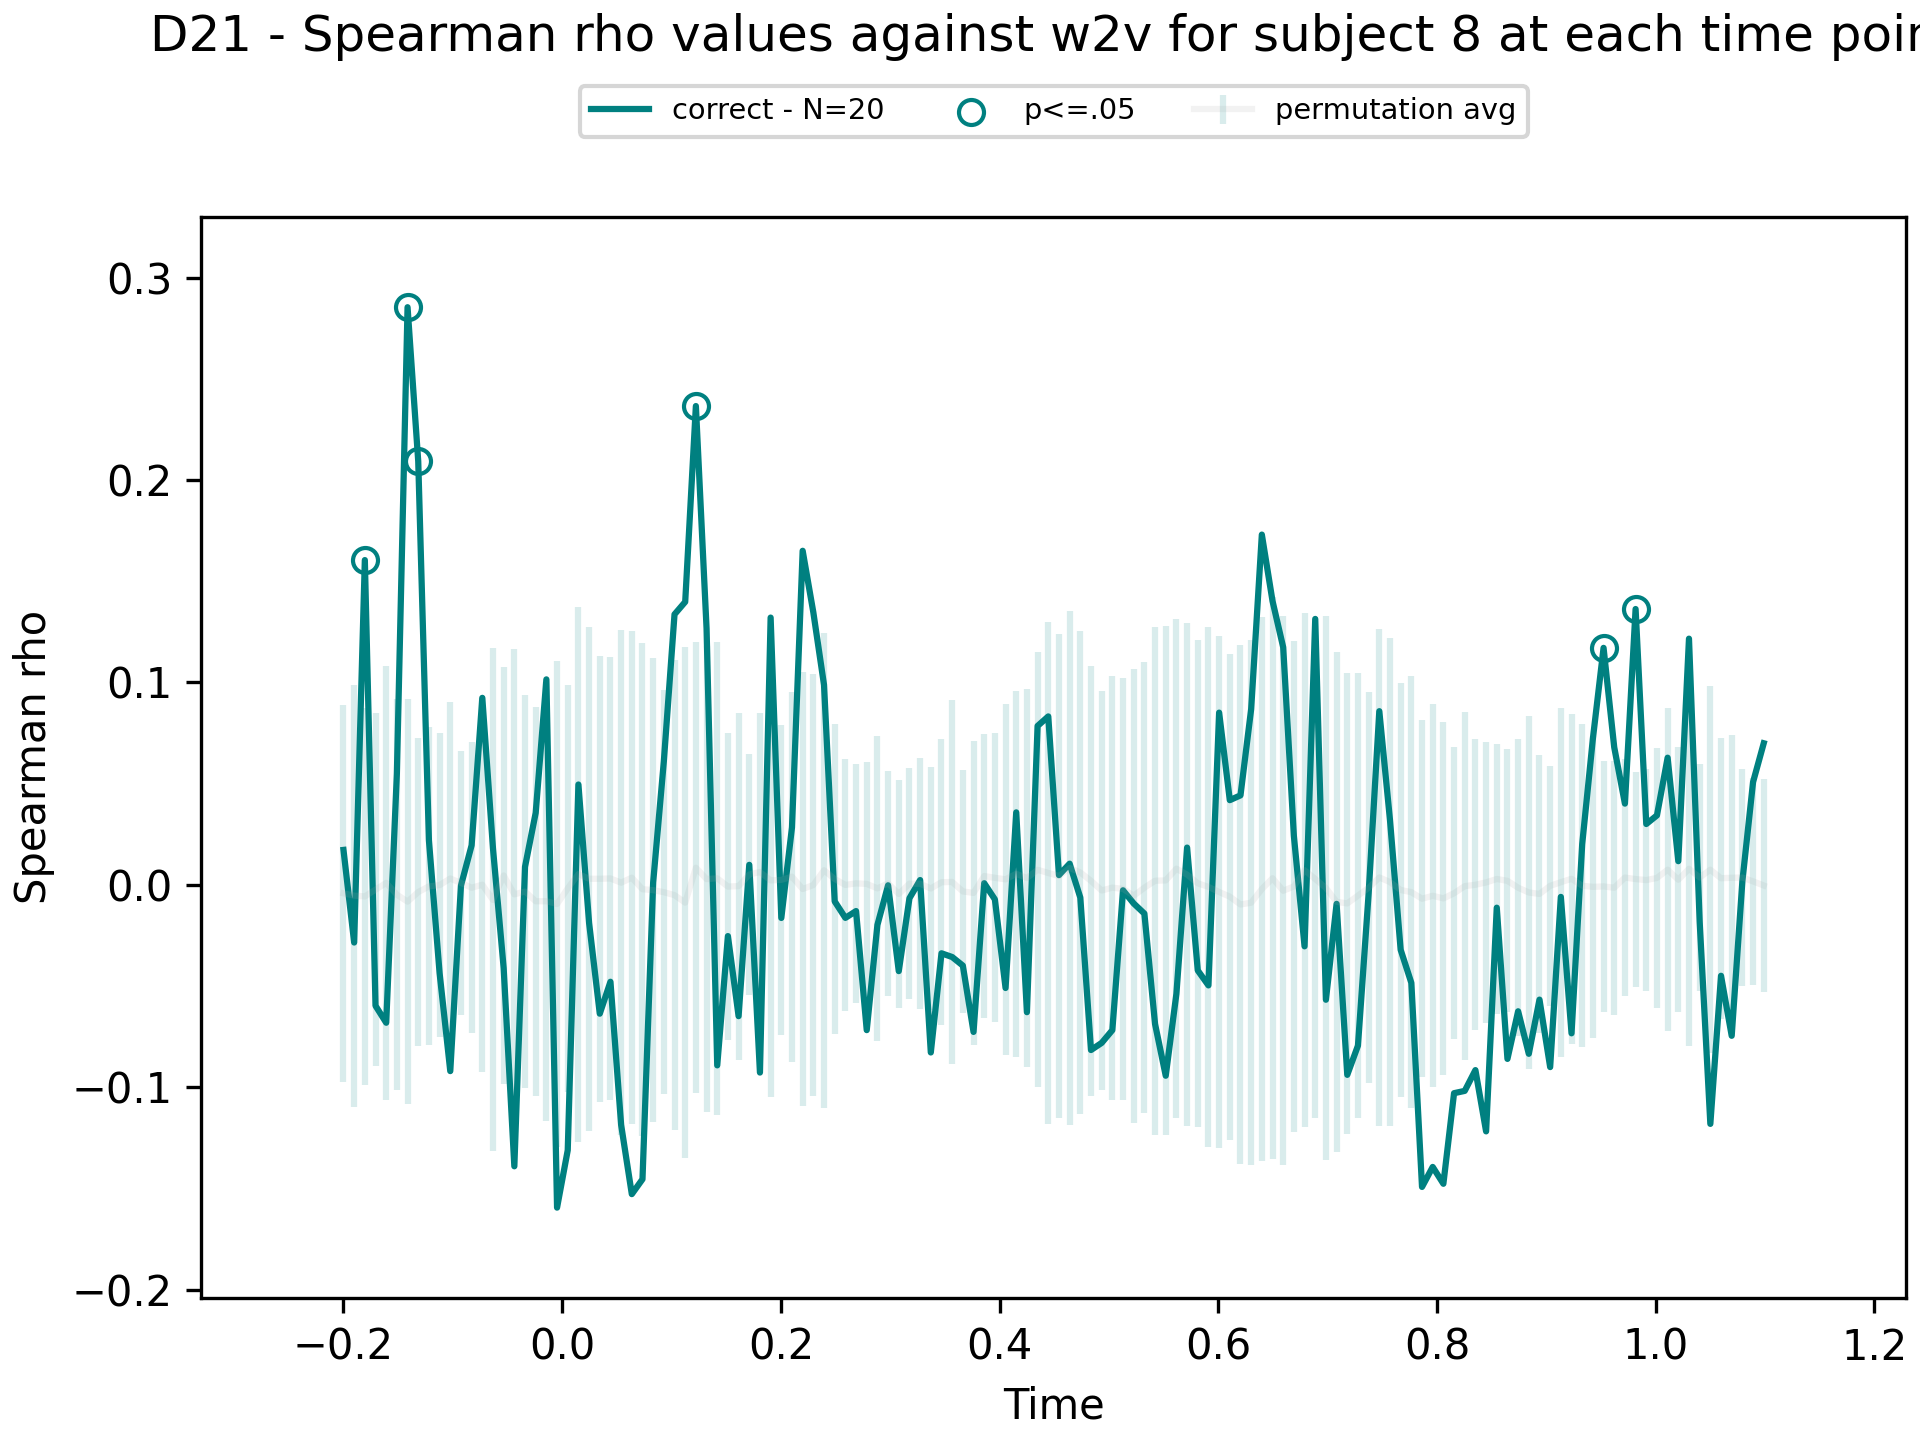 D21 - Spearman rho values against w2v for subject 8 at each time
correct - N=20
p<=.05
permutation avg
0.3
0.2
0.1
0.0
−0.1
−0.2
Spearman rho
−0.2 0.0 0.2 0.4 0.6 0.8 1.0 1.2
Time